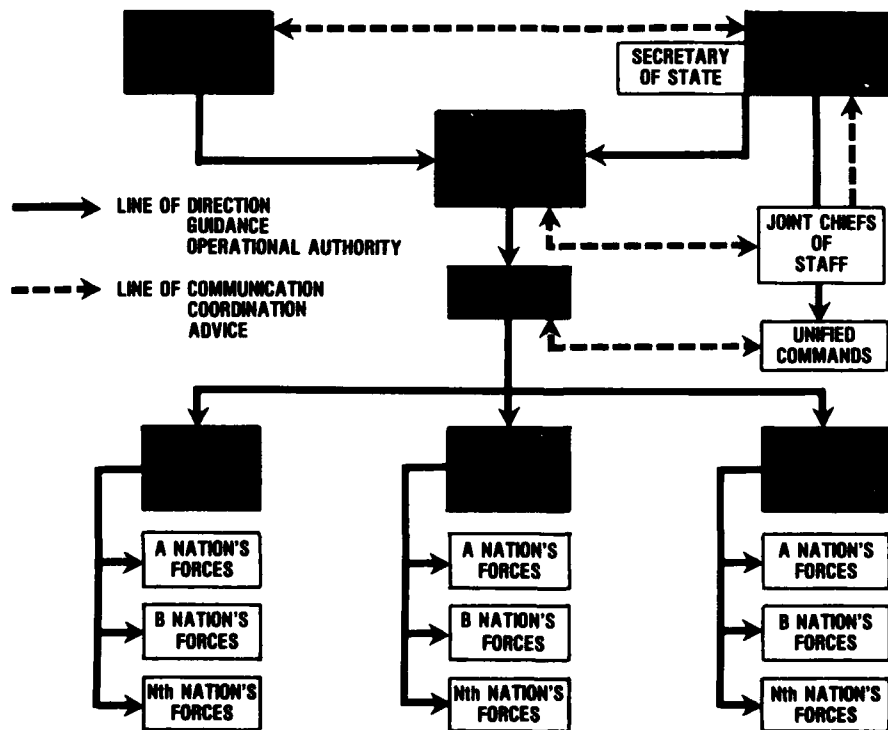 SECRETARY
OF STATE
LINE OF DIRECTION
GUIDANCE
OPERATIONAL AUTHORITY
LINE OF COMMUNICATION
COORDINATION
ADVICE
JOINT CHIEFS
OF
STAFF
UNIFIED
COMMANDS
A NATION'S
FORCES
B NATION'S
FORCES
Nth NATION'S
FORCES
A NATION'S
FORCES
B NATION'S
FORCES
Nth NATION'S
FORCES
A NATION'S
FORCES
B NATION'S
FORCES
Nth NATION'S
FORCES